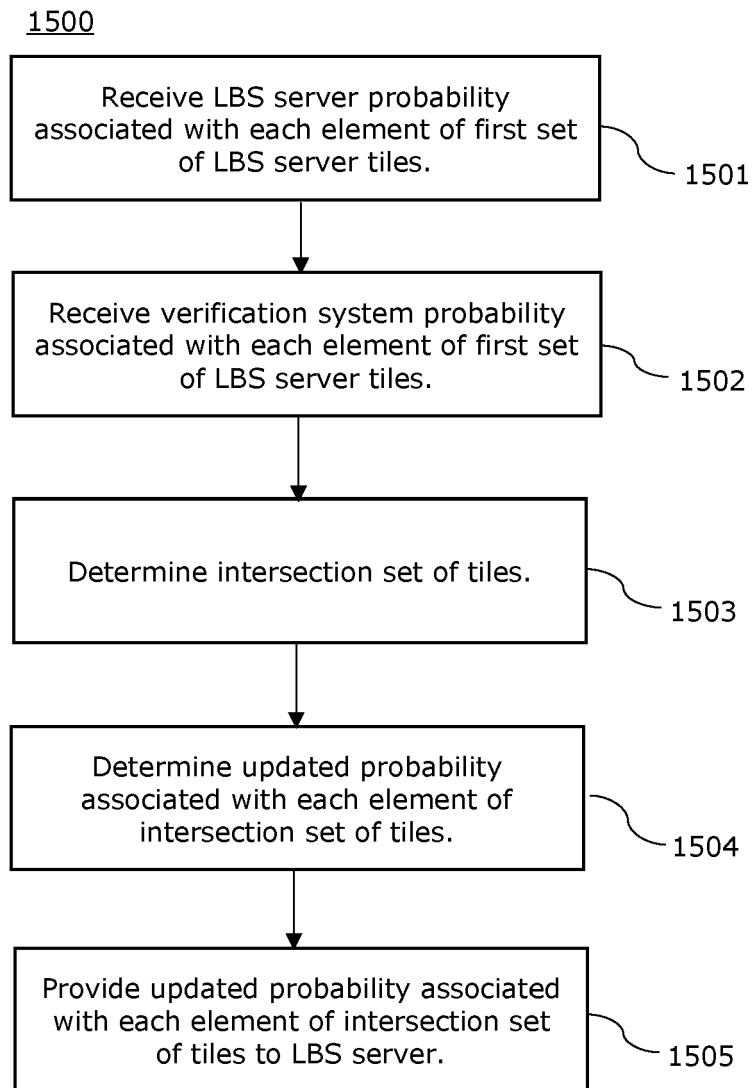 1500
Receive LBS server probability
associated with each element of first set
of LBS server tiles.
1501
Receive verification system probability
associated with each element of first set
of LBS server tiles.
1502
Determine intersection set of tiles.
1503
Determine updated probability
associated with each element of
intersection set of tiles.
1504
Provide updated probability associated
with each element of intersection set
of tiles to LBS server.
1505